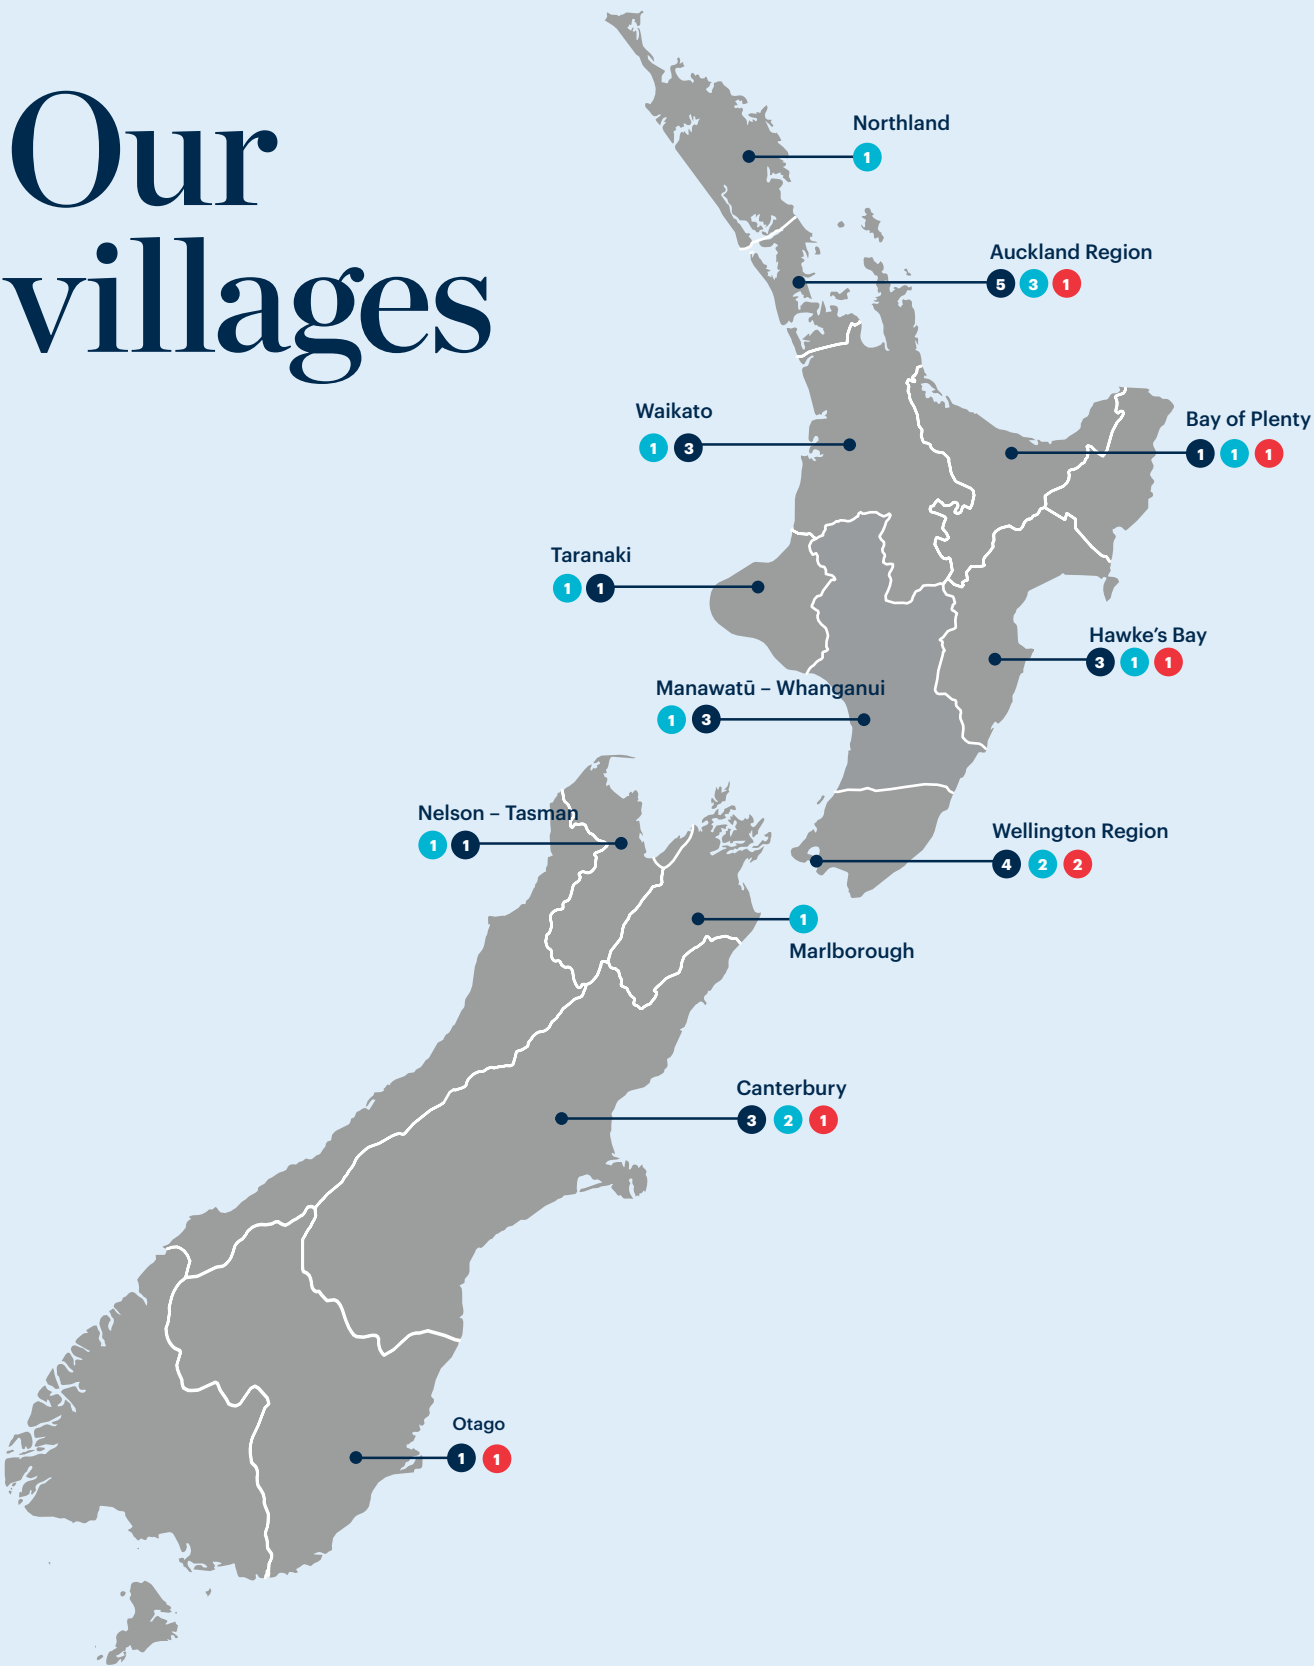 Our
villages
Northland
1
Auckland Region
5 3 1
Waikato
1 3
Bay of Plenty
1 1 1
Taranaki
1 1
Hawke’s Bay
3 1 1
Manawatū – Whanganui
1 3
Nelson – Tasman
1 1
Wellington Region
4 2 2
1
Marlborough
Canterbury
3 2 1
Otago
1 1